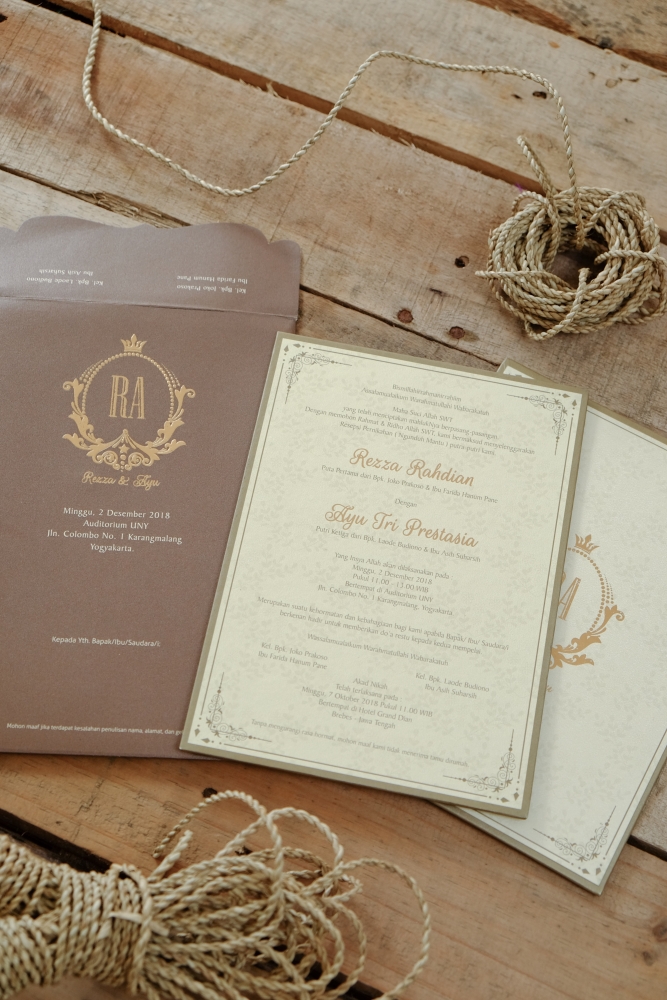 Kel. Bpk. Joko Prakoso
Ibu Farida Hanum Pane
Kel. Bpk. Laode Budiono
Ibu Asih Suharsih
RA
Rezza & Ayu
Minggu, 2 Desember 2018
Auditorium UNY
Jln. Colombo No. 1 Karangmalang
Yogyakarta.
Kepada Yth. Bapak/Ibu/Saudara/i:
Mohon maaf jika terdapat kesalahan penulisan nama, alamat, dan
Bismillahirrahmanirrahim
Assalamualaikum Warahmatullahi Wabarakatuh
Maha Suci Allah SWT
yang telah menciptakan makhlukNya berpasang-pasangan.
Dengan memohon Rahmat & Ridho Allah SWT, kami bermaksud menyelenggarakan
Resepsi Pernikahan (Ngunduh Mantu) putra-putri kami.
Rezza Rahdian
Putra Pertama dari Bpk. Joko Prakoso & Ibu Farida Hanum Pane
Dengan
Ayu Tri Prestasia
Putri Ketiga dari Bpk. Laode Budiono & Ibu Asih Suharsih
Yang Insya Allah akan dilaksanakan pada
Minggu, 2 Desember 2018
Pukul 11.00 - 13.00 WIB
Bertempat di Auditorium UNY
Jln. Colombo No. 1 Karangmalang, Yogyakarta.
Merupakan suatu kehormatan dan kebahagiaan bagi kami apabila Bapak/ Ibu/ Saudara/i
berkenan hadir untuk memberikan do'a restu kepada kedua mempelai.
Wassalamualaikum Warahmatullahi Wabarakatuh
Kel. Bpk. Joko Prakoso
Ibu Farida Hanum Pane
Kel. Bpk. Laode Budiono
Ibu Asih Suharsih
Akad Nikah
Telah terlaksana pada
Minggu, 7 Oktober 2018 Pukul 11.00 WIB
Bertempat di Hotel Grand Dian
Brebes - Jawa Tengah
Tanpa mengurangi rasa hormat, mohon maaf kami tidak menerima tamu dirumah.
A